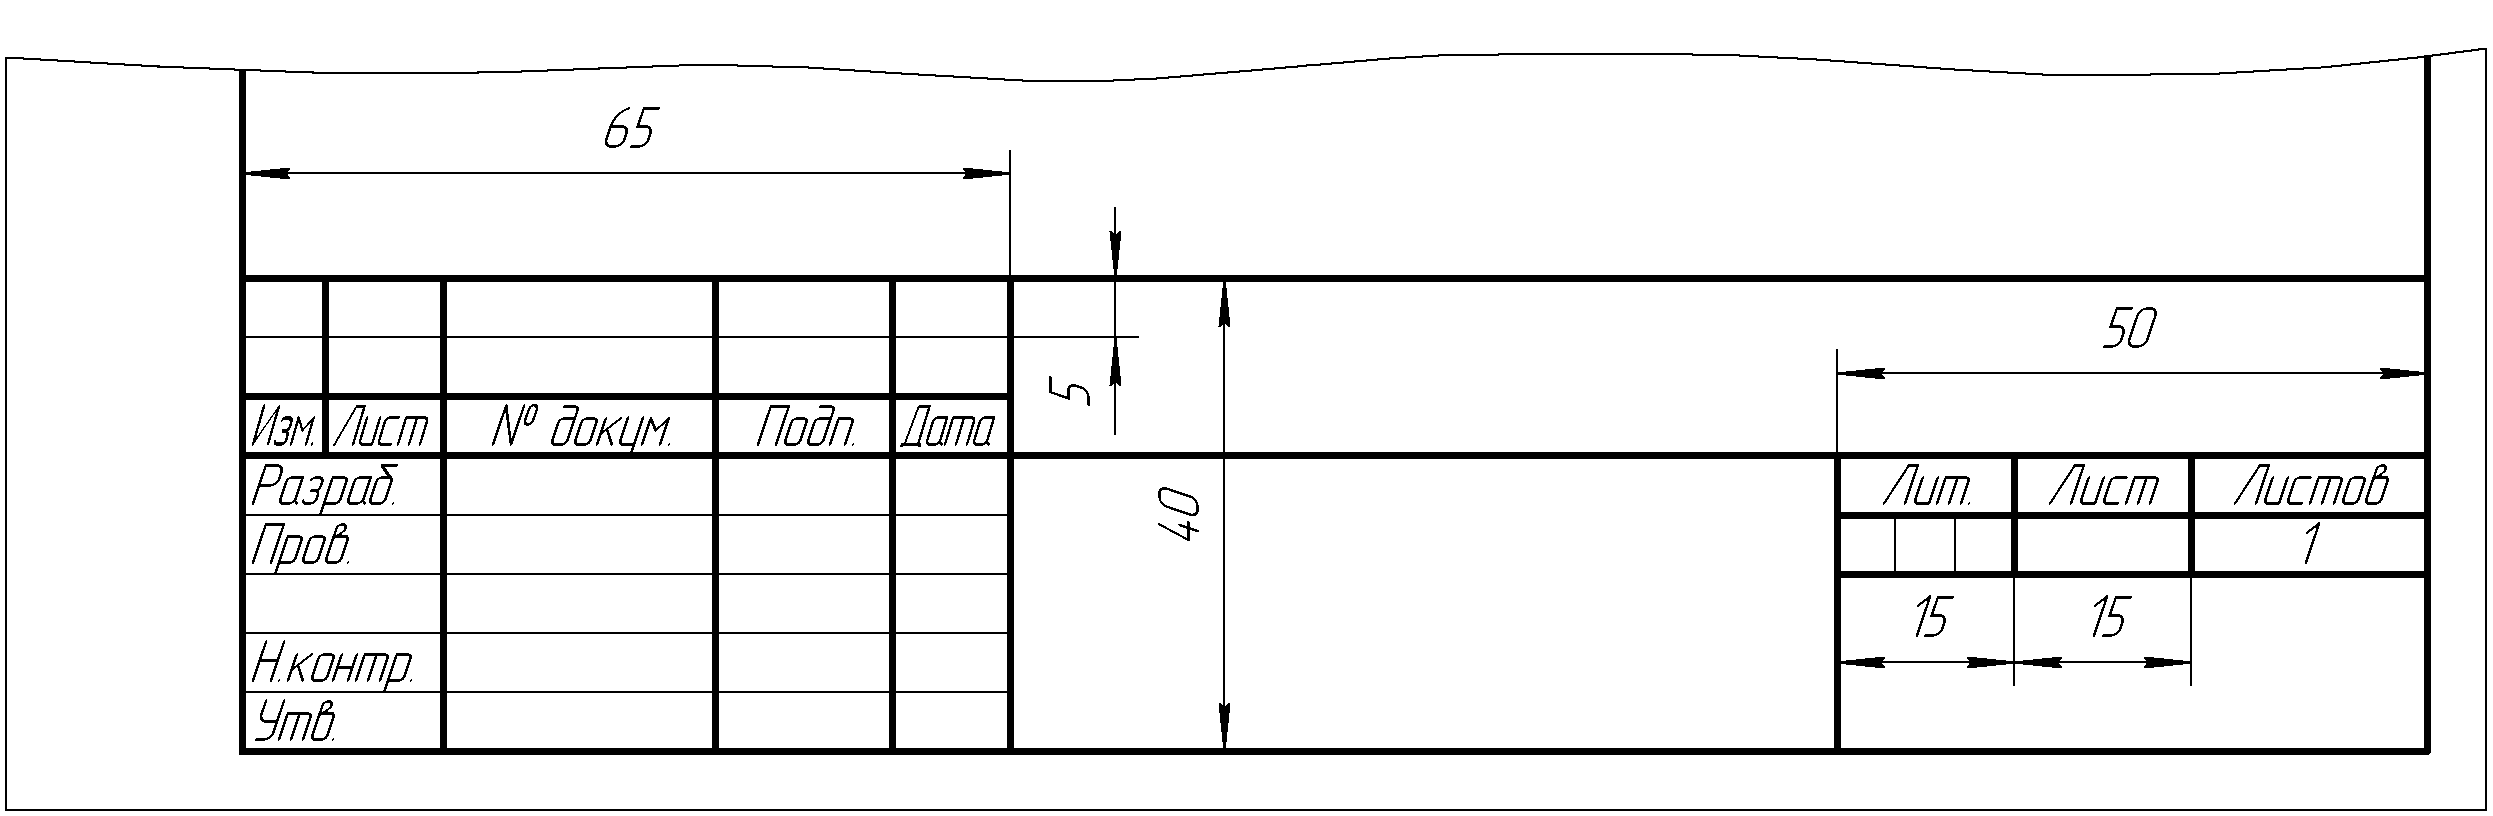 65
50
5
Изм. Лист № докум. Подп. Дата
40
Разраб.
Лит. Лист Листов
Пров.
1
15 15
Н.контр.
Утв.